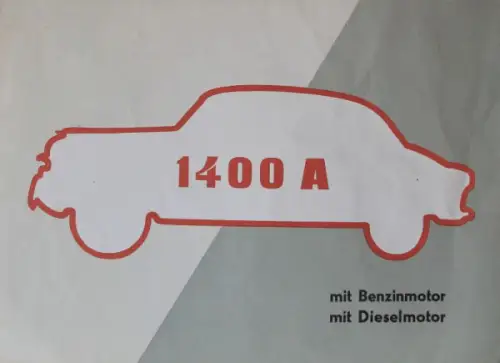 1400 A
mit Benzinmotor
mit Dieselmotor